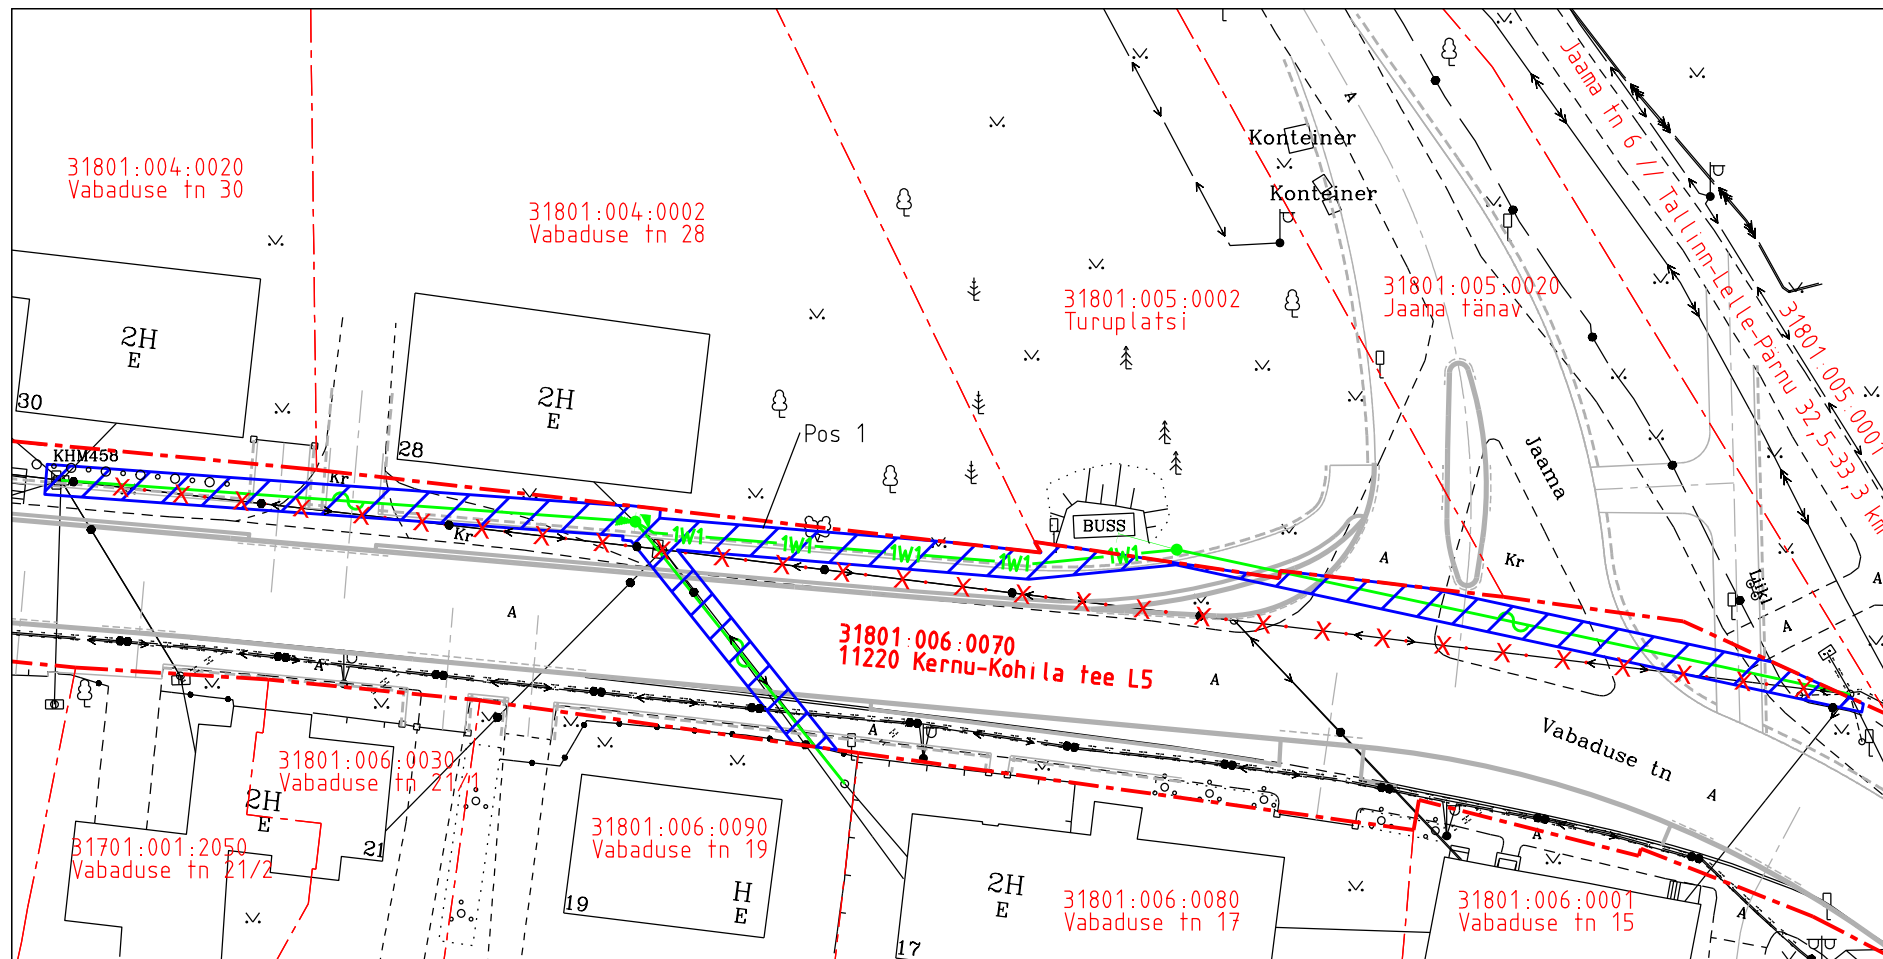 Konteiner
Konteiner
A
Jaama tn 6 // Tallinn-Lelle-Pärnu 32,5-33,3 km
31801:005:0001
31801:004:0020
Vabaduse tn 30
31801:004:0002
Vabaduse tn 28
31801:005:0002
Turuplatsi
31801:005:0020
Jaama tänav
2H
E
30
2H
E
28
Pos 1
KHM458
Kr
Kr
1W1
1W1
1W1
1W1
1W1
BUSS
Jaama
A
Kr
Liikl
A
A
A
31801:006:0070
11220 Kernu-Kohila tee L5
A
A
A
Vabaduse tn
A
31801:006:0030
Vabaduse tn 21/1
2H
E
21
31701:001:2050
Vabaduse tn 21/2
31801:006:0090
Vabaduse tn 19
H
E
19
2H
E
17
31801:006:0080
Vabaduse tn 17
31801:006:0001
Vabaduse tn 15
A
A